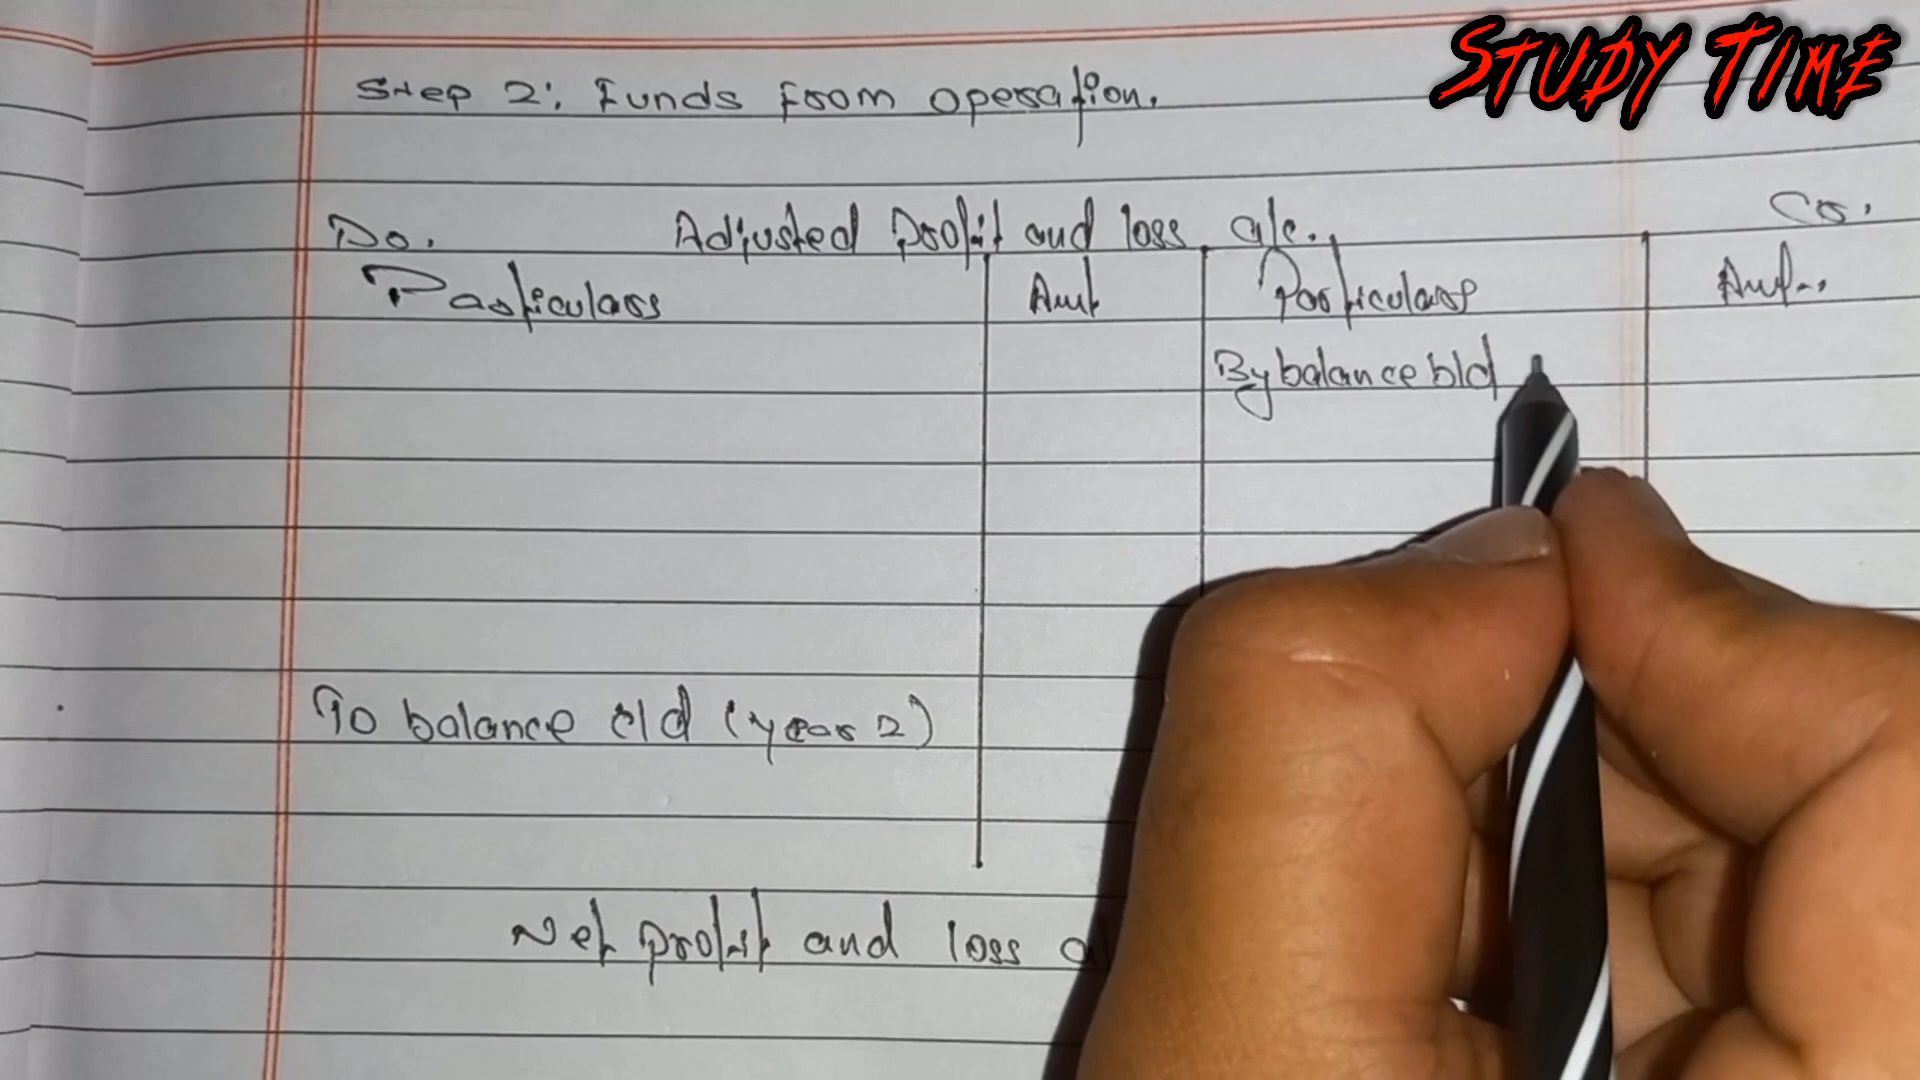 STUDY TIME
Step 2: Funds from operation.
Dr. Adjusted Profit and loss a/c. Cr.
Particulars Amt Particulars Amt..
By balance b/d
To balance c/d (year 2)
Net profit and loss